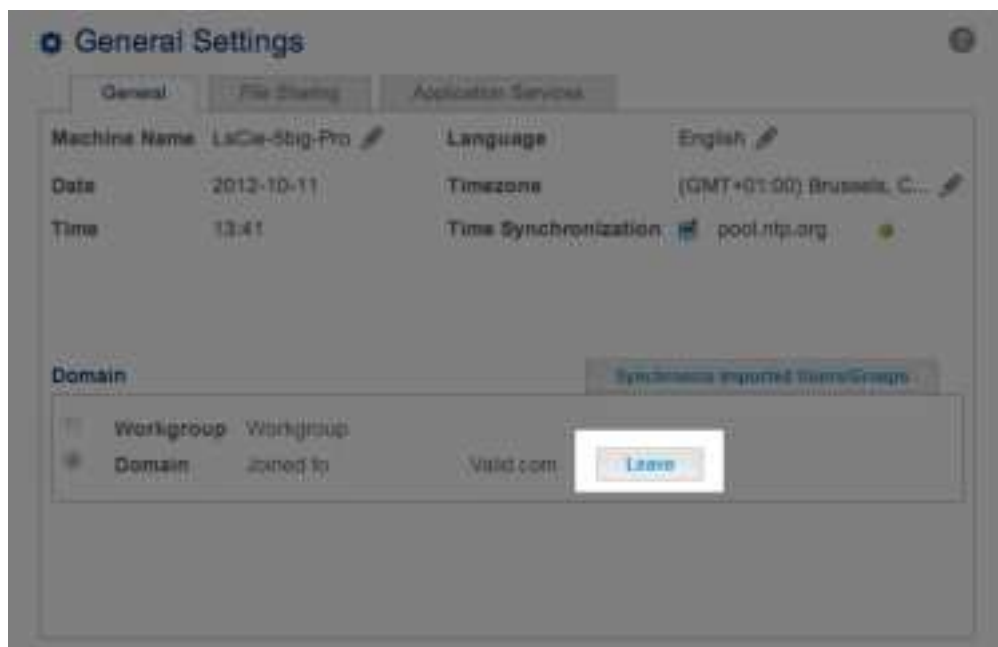 General Settings
General File Sharing Application Services
Machine Name LaCie-5big-Pro Language English
Date 2012-10-11 Timezone (GMT+01:00) Brussels, C...
Time 13:41 Time Synchronization pool.ntp.org
Domain Synchronize Imported Users/Groups
Workgroup Workgroup
Domain Joined to Valid.com Leave